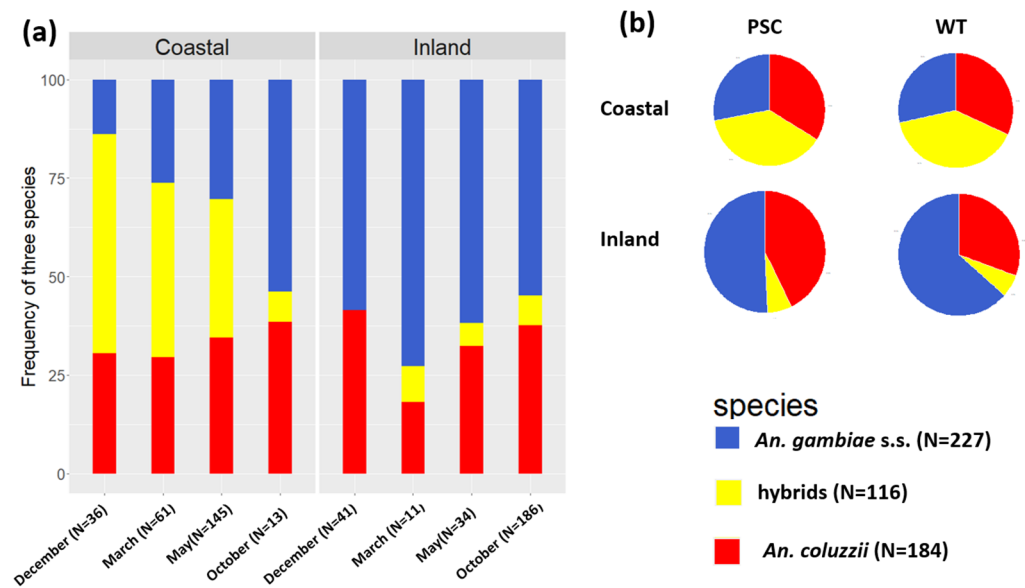 (a)
Coastal
Inland
Frequency of three species
100
75
50
25
0
December (N=36)
March (N=61)
May(N=145)
October (N=13)
December (N=41)
March (N=11)
May(N=34)
October (N=186)
(b)
PSC
WT
Coastal
Inland
species
An. gambiae s.s. (N=227)
hybrids (N=116)
An. coluzzii (N=184)